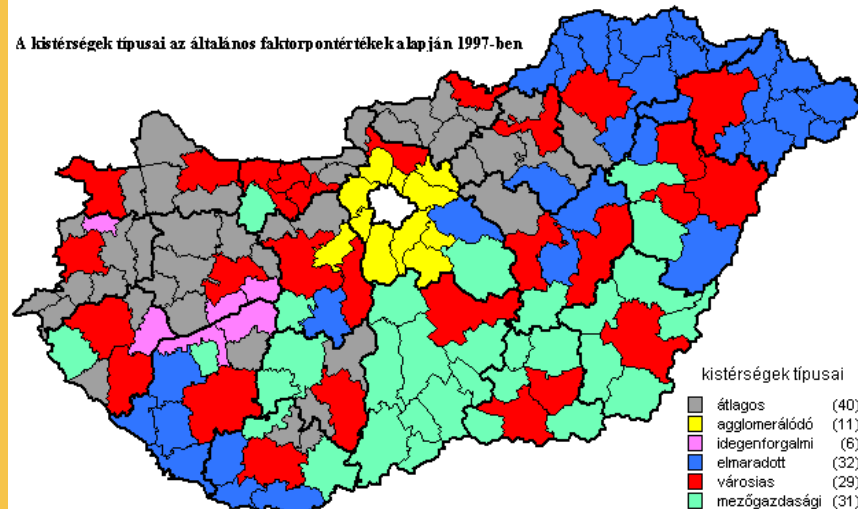 A kistérségek típusai az általános faktorpontértékek alapján 1997-ben
kistérségek típusai
átlagos (40)
agglomerálódó (11)
idegenforgalmi (6)
elmaradott (32)
városias (29)
mezőgazdasági (31)